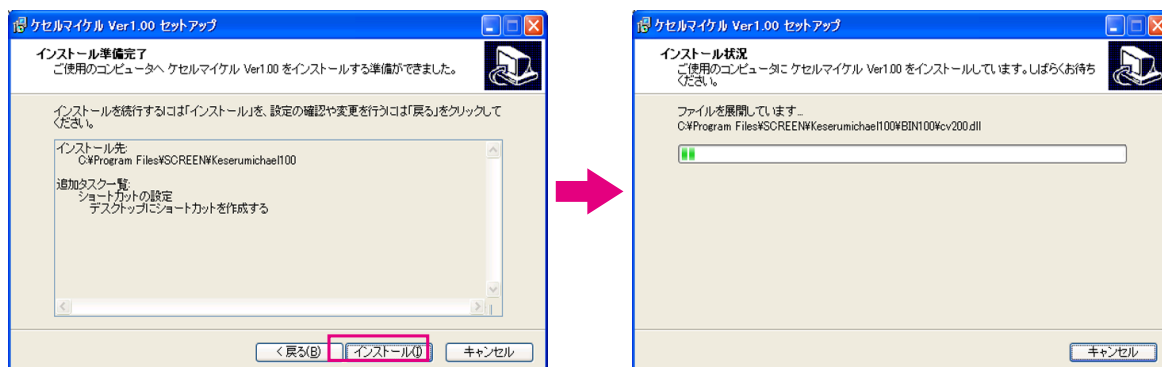 ケセルマイケル Ver1.00 セットアップ
インストール準備完了
ご使用のコンピュータへ ケセルマイケル Ver1.00 をインストールする準備ができました。
インストールを続行するには「インストール」を、設定の確認や変更を行うには「戻る」をクリックして
ください。
インストール先:
C:¥Program Files¥SCREEN¥Keserumichael100
追加タスク一覧:
ショートカットの設定
デスクトップにショートカットを作成する
< 戻る(B)
インストール(I)
キャンセル
ケセルマイケル Ver1.00 セットアップ
インストール状況
ご使用のコンピュータに ケセルマイケル Ver1.00 をインストールしています。しばらくお待ち
ください。
ファイルを展開しています...
C:¥Program Files¥SCREEN¥Keserumichael100¥BIN100¥cv200.dll
キャンセル